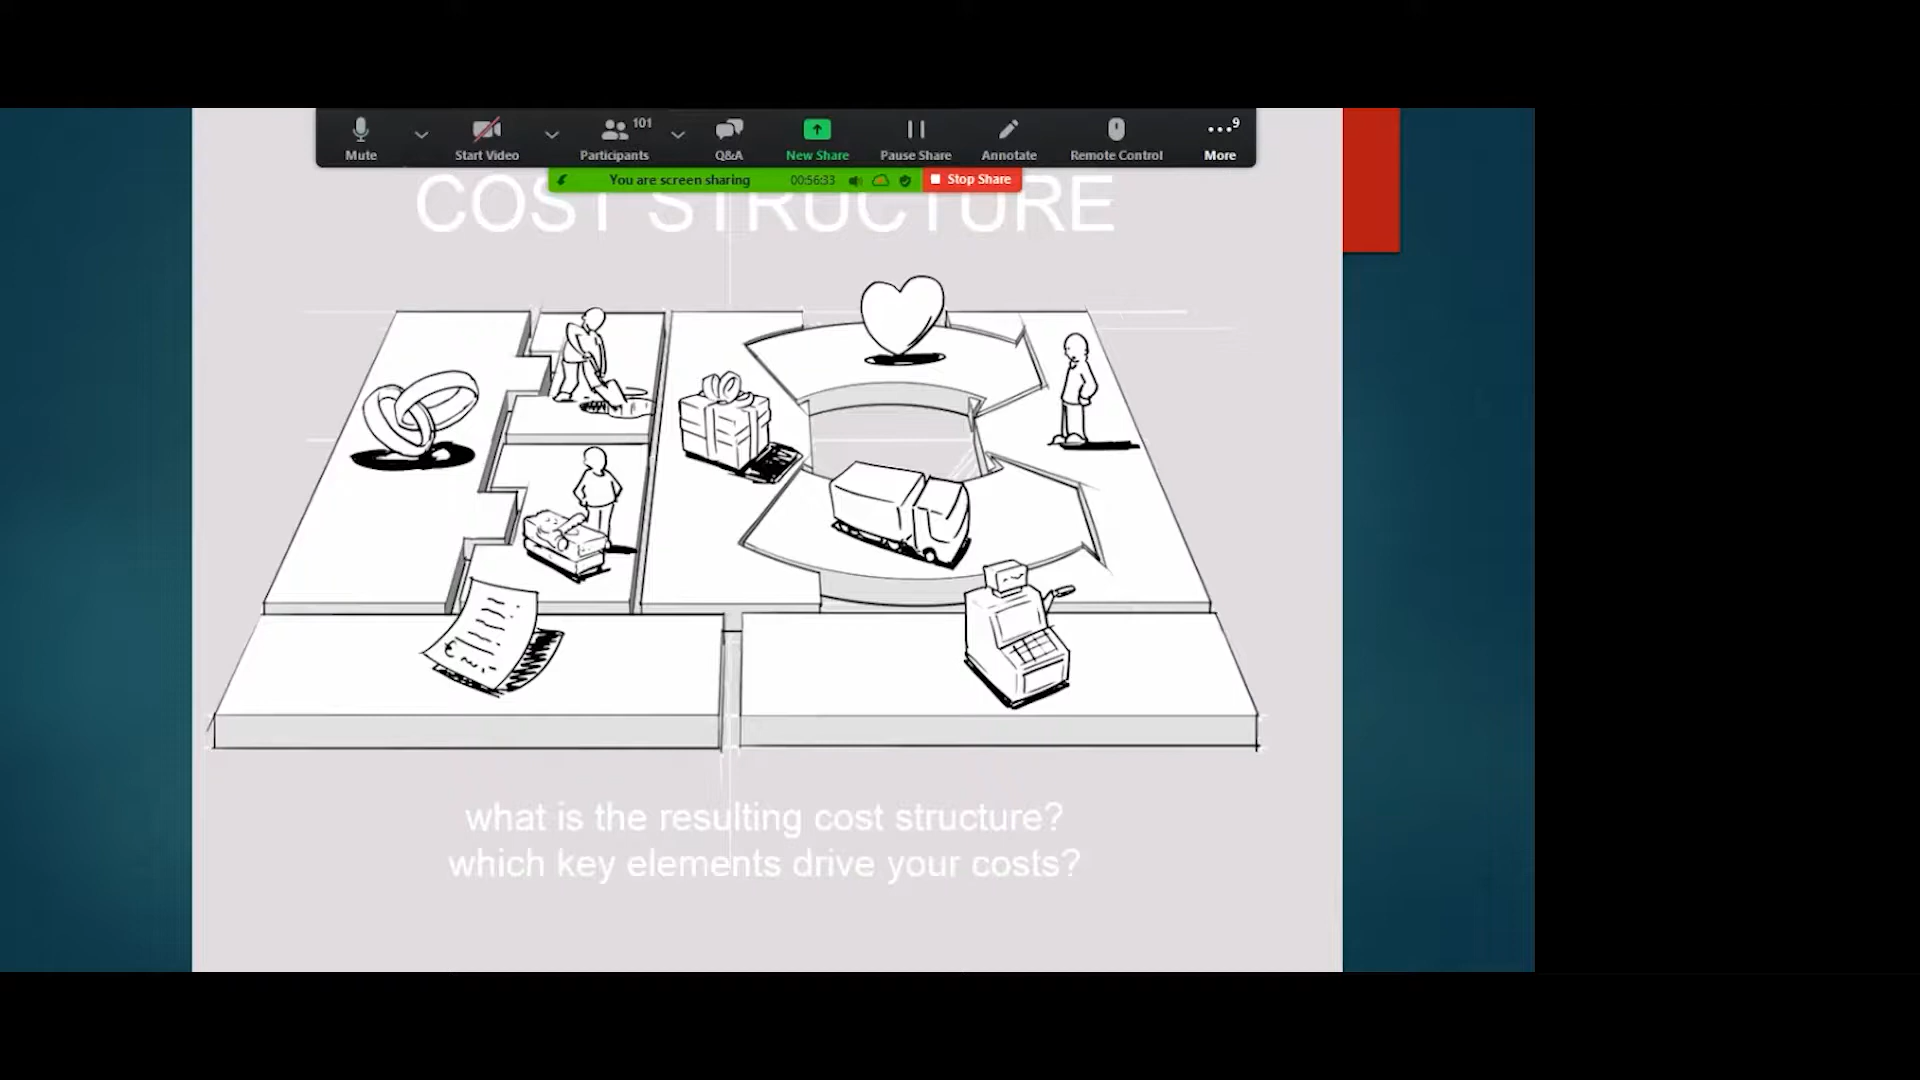 101
9
Mute
Start Video
Participants
Q&A
New Share
Pause Share
Annotate
Remote Control
More
You are screen sharing
00:56:33
Stop Share
COST STRUCTURE
what is the resulting cost structure?
which key elements drive your costs?